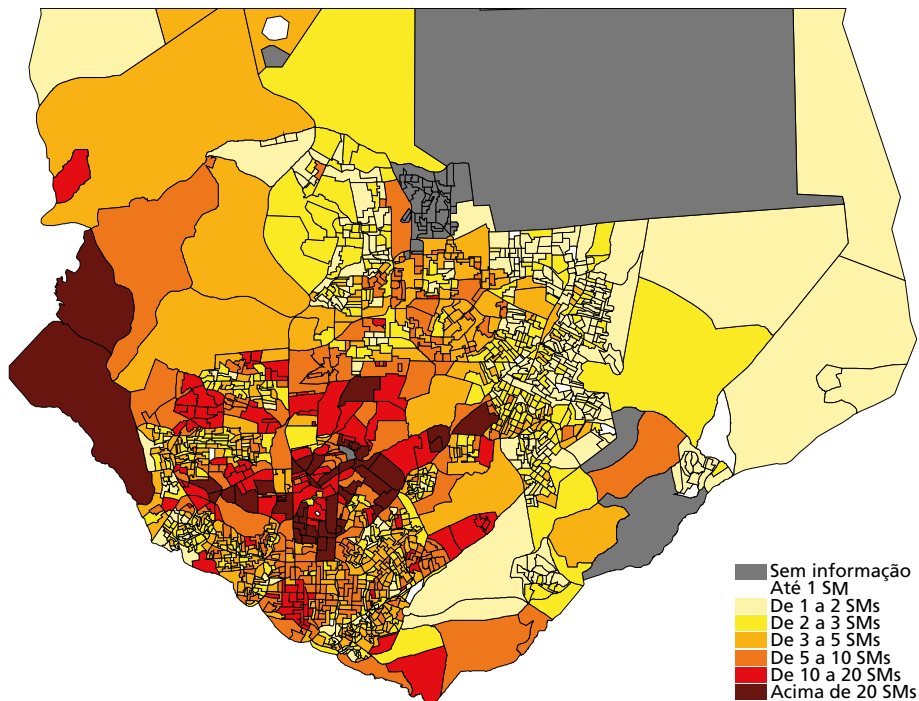 Sem informação
Até 1 SM
De 1 a 2 SMs
De 2 a 3 SMs
De 3 a 5 SMs
De 5 a 10 SMs
De 10 a 20 SMs
Acima de 20 SMs